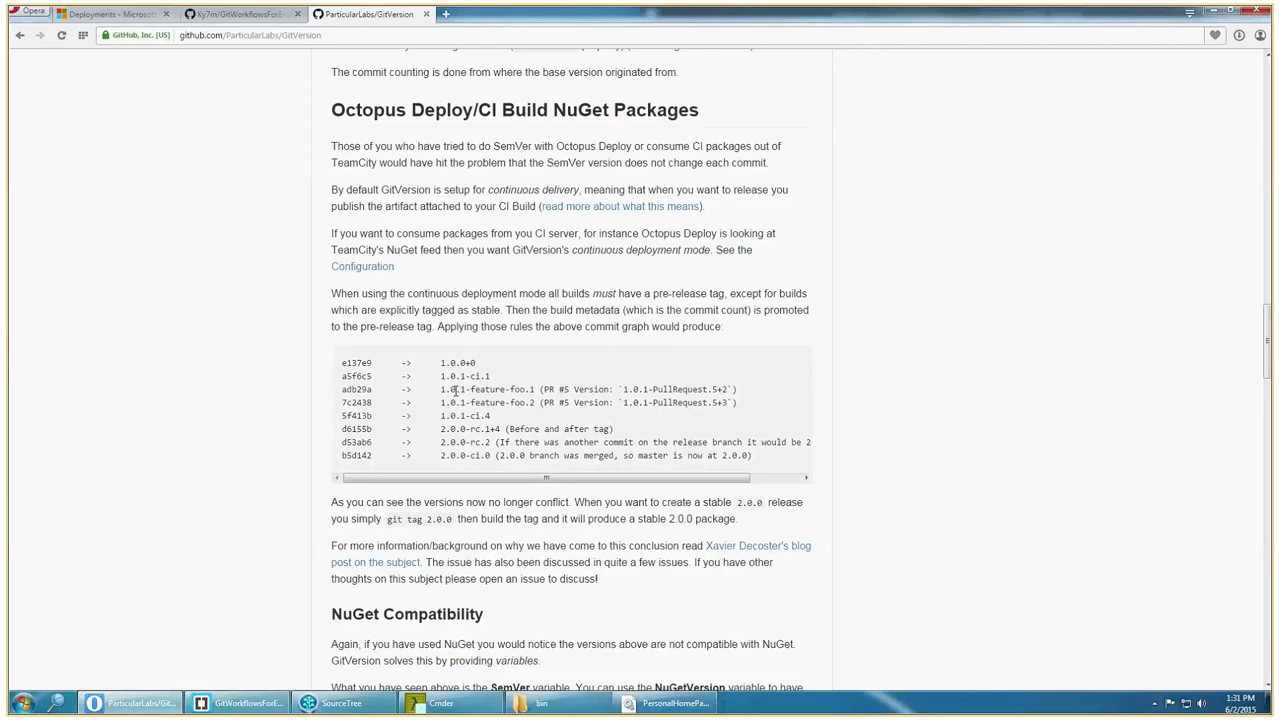 Opera
Deployments - Microsoft
Ky7m/GitWorkflowsForEn
ParticularLabs/GitVersion
GitHub, Inc. [US]
github.com/ParticularLabs/GitVersion
The commit counting is done from where the base version originated from.
Octopus Deploy/CI Build NuGet Packages
Those of you who have tried to do SemVer with Octopus Deploy or consume CI packages out of
TeamCity would have hit the problem that the SemVer version does not change each commit.
By default GitVersion is setup for continuous delivery, meaning that when you want to release you
publish the artifact attached to your CI Build (read more about what this means).
If you want to consume packages from you CI server, for instance Octopus Deploy is looking at
TeamCity's NuGet feed then you want GitVersion's continuous deployment mode. See the
Configuration
When using the continuous deployment mode all builds must have a pre-release tag, except for builds
which are explicitly tagged as stable. Then the build metadata (which is the commit count) is promoted
to the pre-release tag. Applying those rules the above commit graph would produce:
e137e9 -> 1.0.0+0
a5f6c5 -> 1.0.1-ci.1
adb29a -> 1.0.1-feature-foo.1 (PR #5 Version: `1.0.1-PullRequest.5+2`)
7c2438 -> 1.0.1-feature-foo.2 (PR #5 Version: `1.0.1-PullRequest.5+3`)
5f413b -> 1.0.1-ci.4
d6155b -> 2.0.0-rc.1+4 (Before and after tag)
d53ab6 -> 2.0.0-rc.2 (If there was another commit on the release branch it would be 2
b5d142 -> 2.0.0-ci.0 (2.0.0 branch was merged, so master is now at 2.0.0)
As you can see the versions now no longer conflict. When you want to create a stable 2.0.0 release
you simply git tag 2.0.0 then build the tag and it will produce a stable 2.0.0 package.
For more information/background on why we have come to this conclusion read Xavier Decoster's blog
post on the subject. The issue has also been discussed in quite a few issues. If you have other
thoughts on this subject please open an issue to discuss!
NuGet Compatibility
Again, if you have used NuGet you would notice the versions above are not compatible with NuGet.
GitVersion solves this by providing variables.
What you have seen above is the SemVer variable. You can use the NuGetVersion variable to have
ParticularLabs/Git...
GitWorkflowsForE...
SourceTree
Cmder
bin
PersonalHomePa...
1:31 PM
6/2/2015